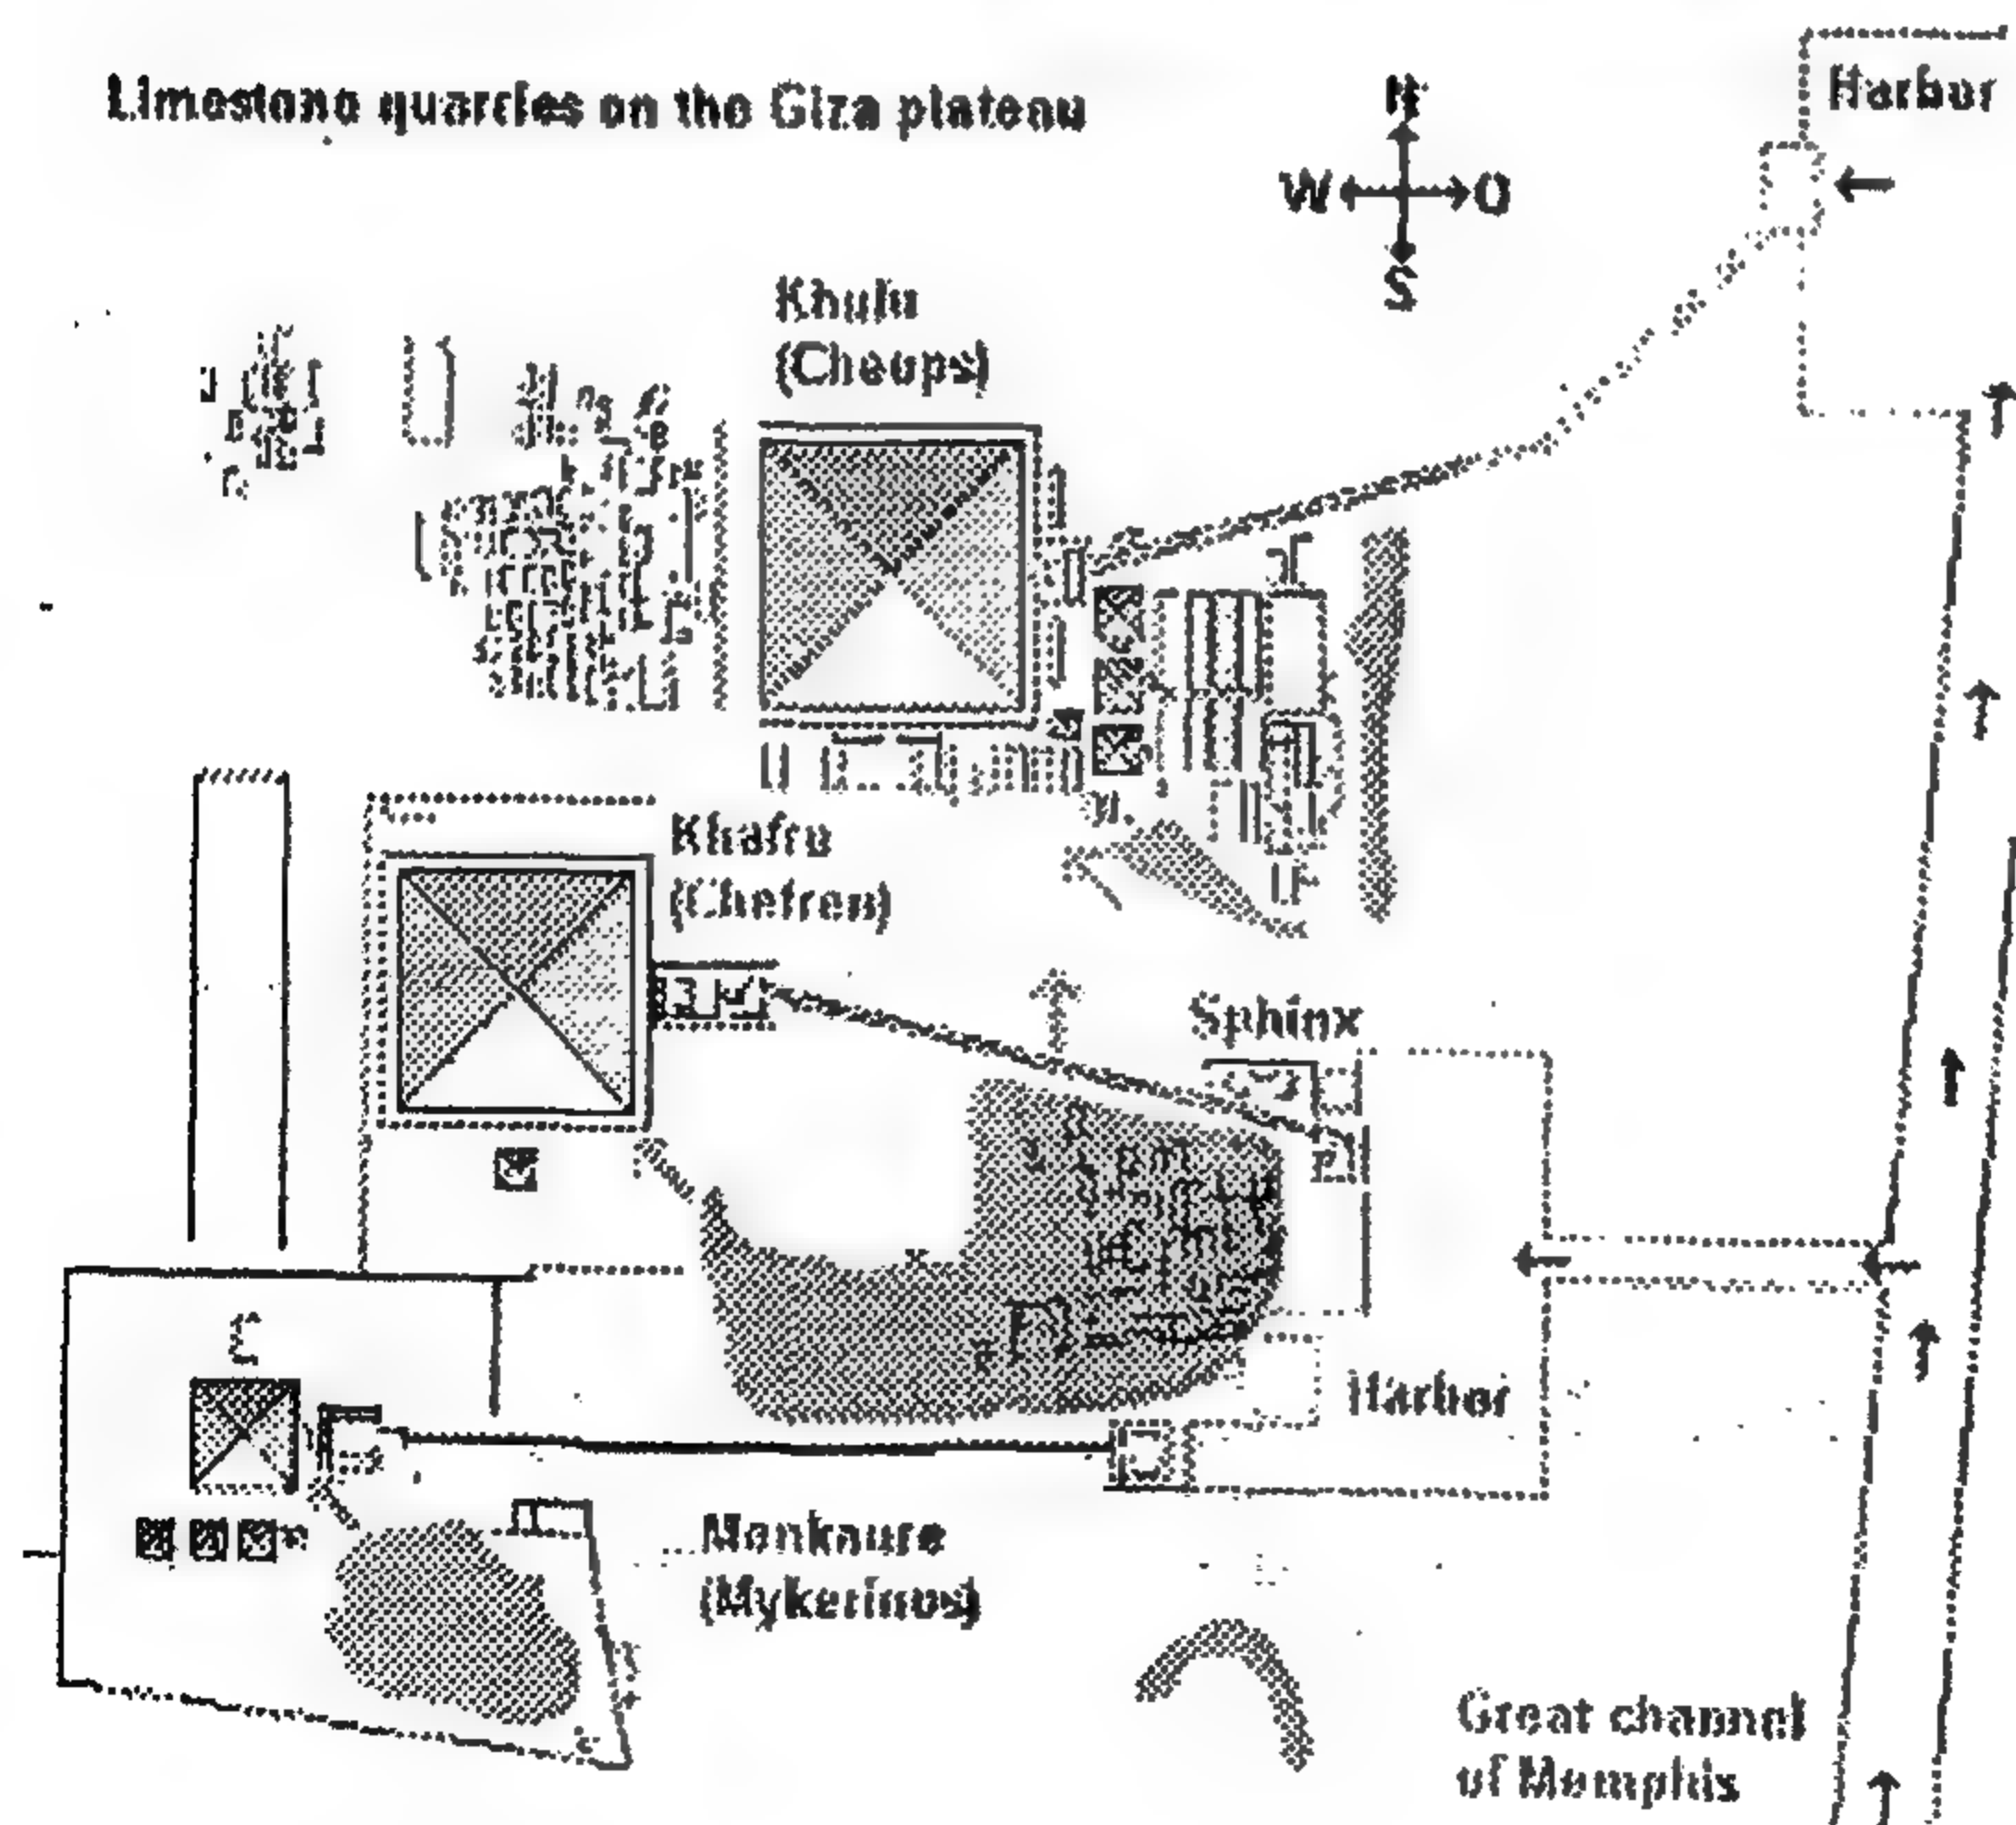 Limestone quarries on the Giza plateau
N
W O
S
Harbor
Khufu
(Cheops)
Khafra
(Chefren)
Sphinx
Harbor
Menkaure
(Mykerinos)
Great channel
of Memphis